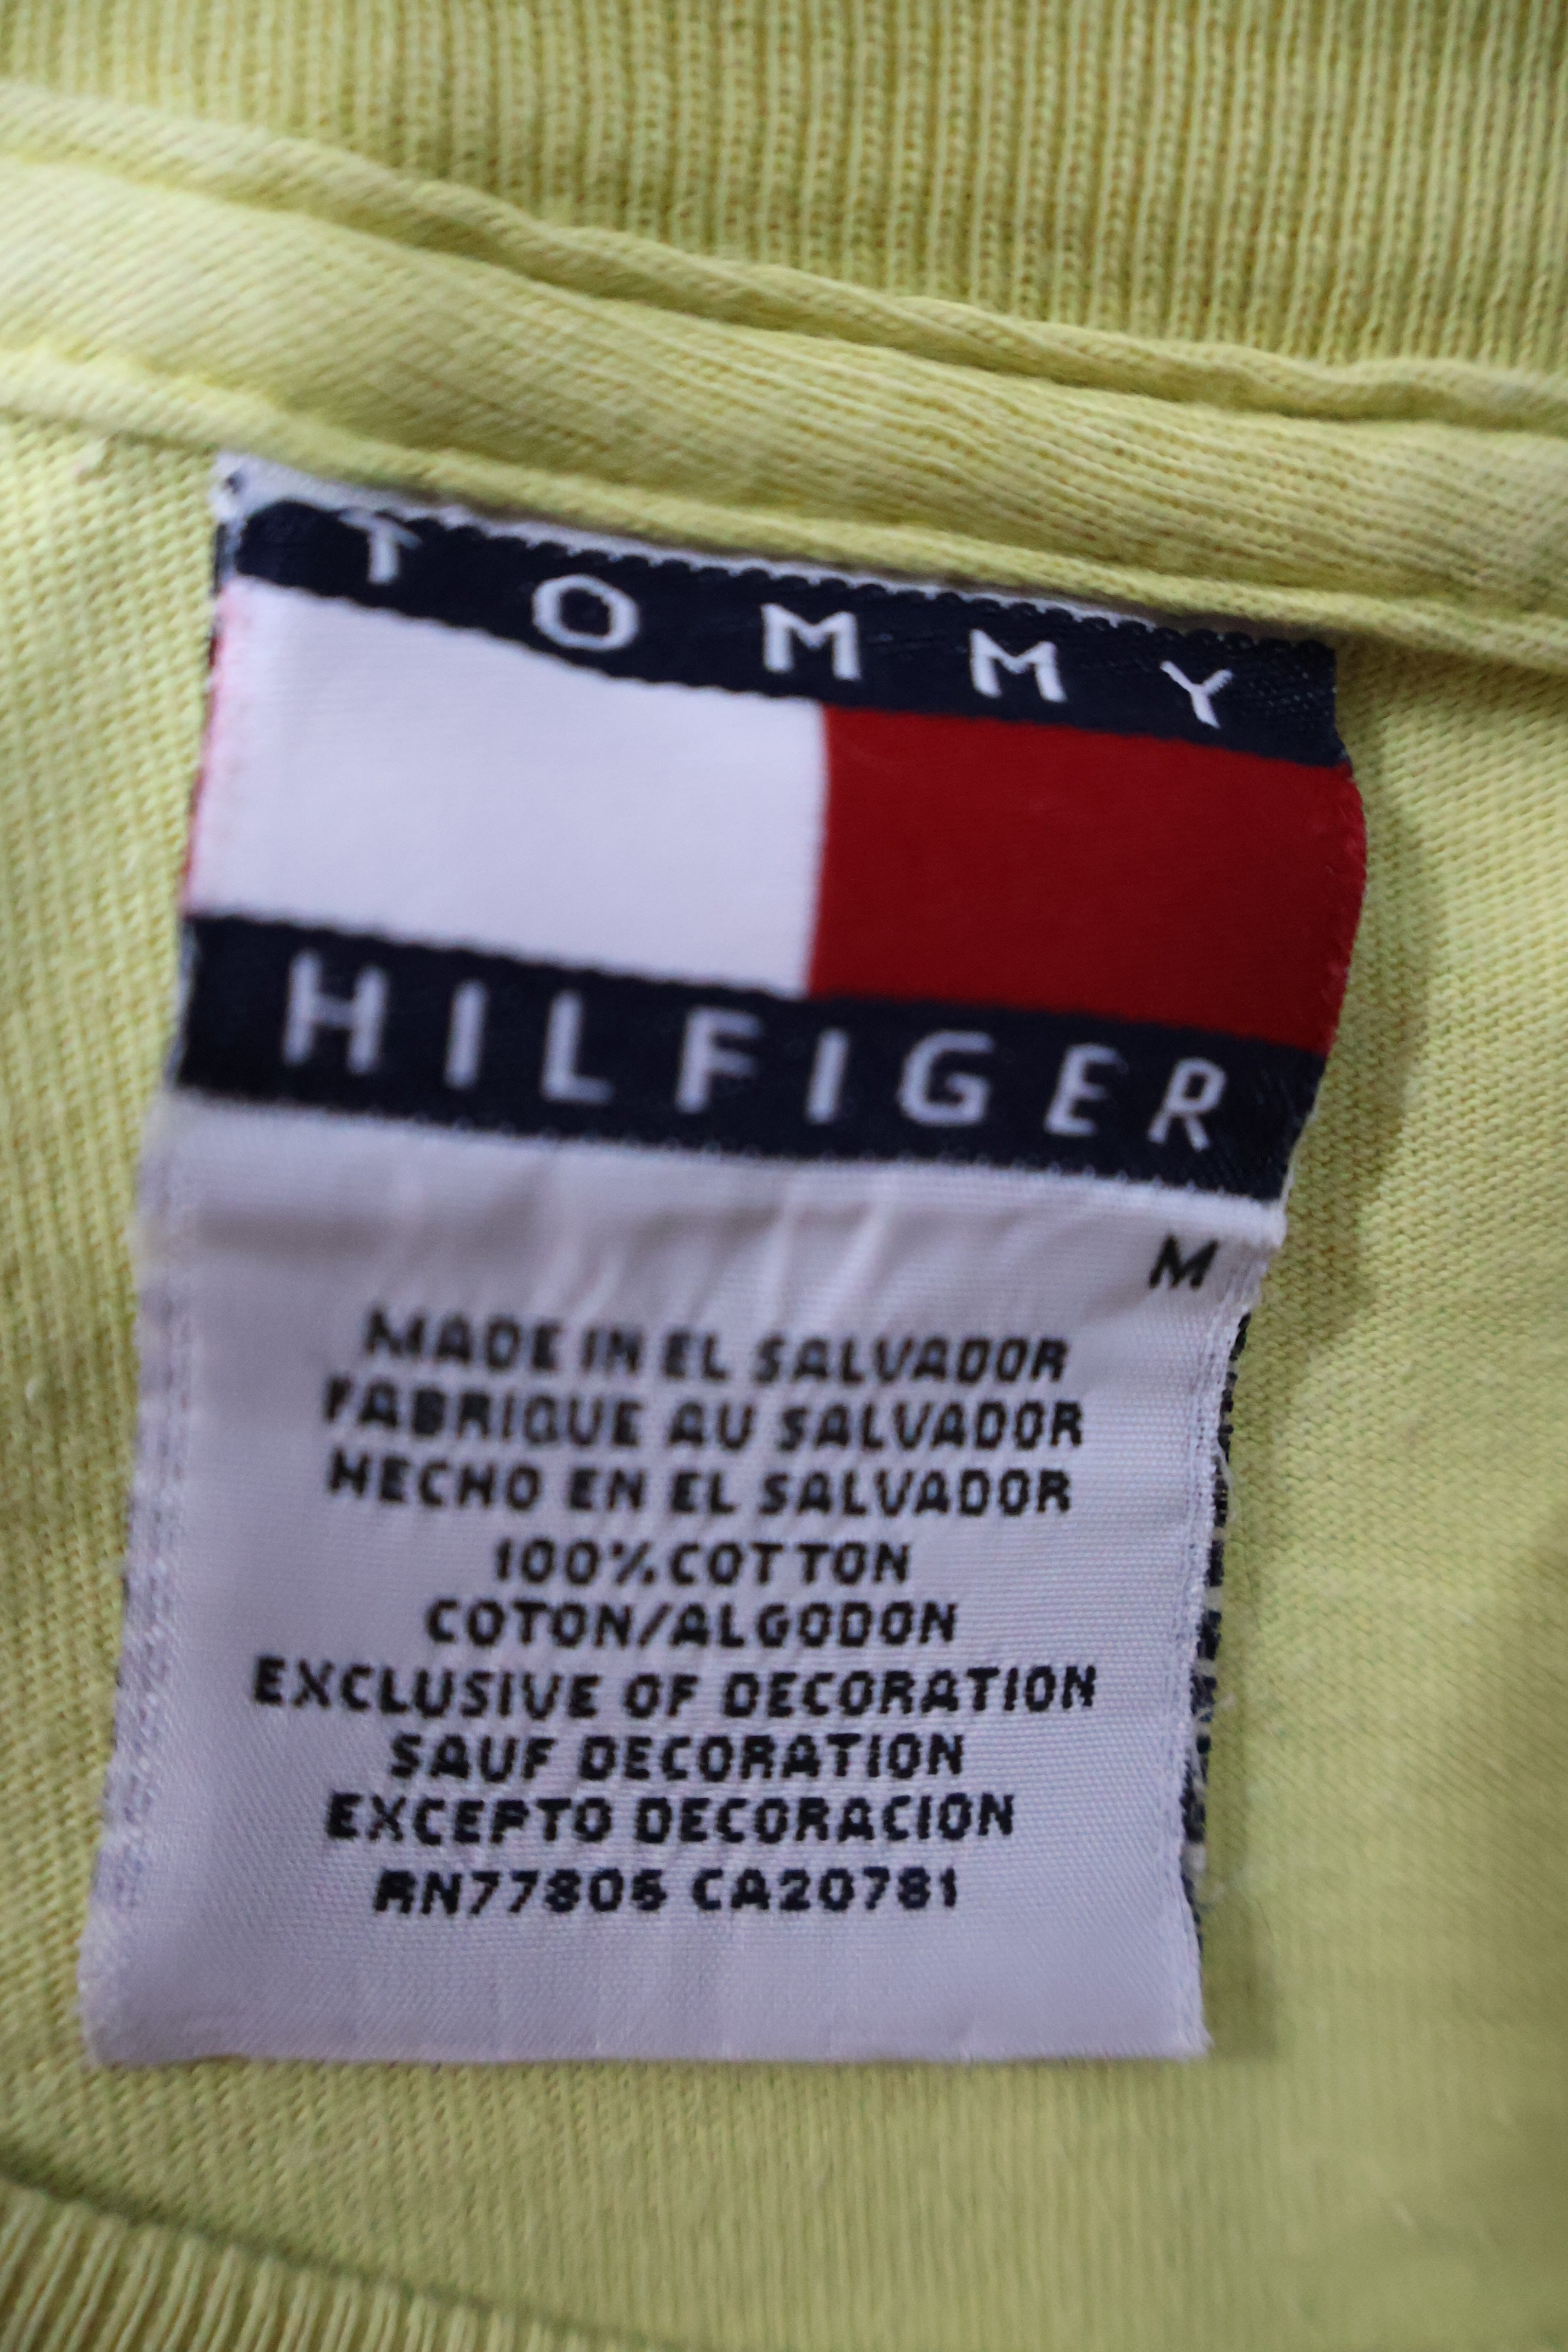 TOMMY
HILFIGER
M
MADE IN EL SALVADOR
FABRIQUE AU SALVADOR
HECHO EN EL SALVADOR
100% COTTON
COTON/ALGODON
EXCLUSIVE OF DECORATION
SAUF DECORATION
EXCEPTO DECORACION
RN77806 CA20781